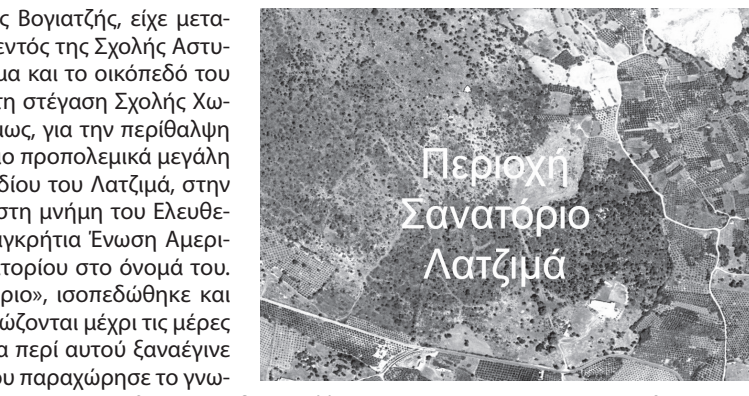 ς Βογιατζής, είχε μετα-
εντός της Σχολής Αστυ-
μα και το οικόπεδό του
τη στέγαση Σχολής Χω-
μως, για την περίθαλψη
ιο προπολεμικά μεγάλη
δίου του Λατζιμά, στην
στη μνήμη του Ελευθε-
αγκρήτια Ένωση Αμερι-
τορίου στο όνομά του.
ριο», ισοπεδώθηκε και
ώζονται μέχρι τις μέρες
α περί αυτού ξαναέγινε
ου παραχώρησε το γνω-
Περιοχή
Σανατόριο
Λατζιμά